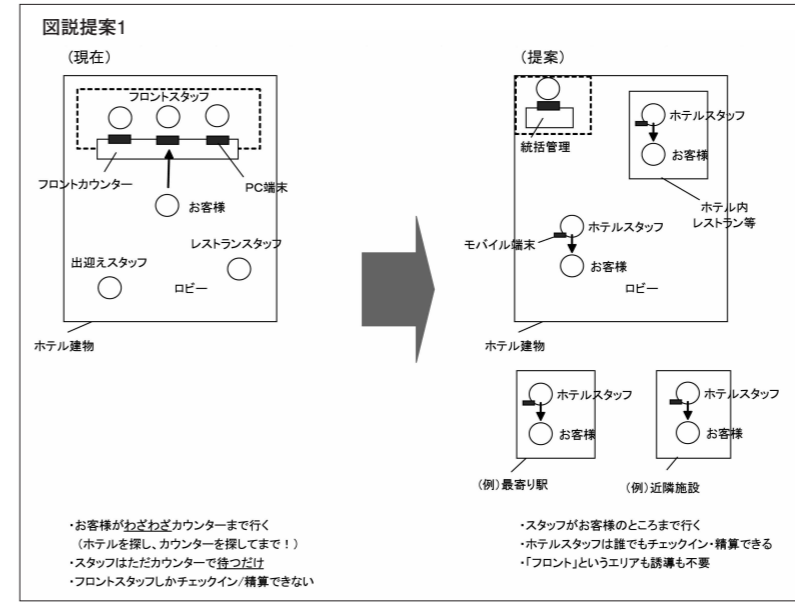 図説提案1
(現在)
フロントスタッフ
フロントカウンター
PC端末
お客様
レストランスタッフ
出迎えスタッフ
ロビー
ホテル建物
・お客様がわざわざカウンターまで行く
(ホテルを探し、カウンターを探してまで!)
・スタッフはただカウンターで待つだけ
・フロントスタッフしかチェックイン/精算できない
(提案)
統括管理
ホテルスタッフ
お客様
ホテル内
レストラン等
ホテルスタッフ
モバイル端末
お客様
ロビー
ホテル建物
ホテルスタッフ
お客様
(例)最寄り駅
ホテルスタッフ
お客様
(例)近隣施設
・スタッフがお客様のところまで行く
・ホテルスタッフは誰でもチェックイン・精算できる
・「フロント」というエリアも誘導も不要